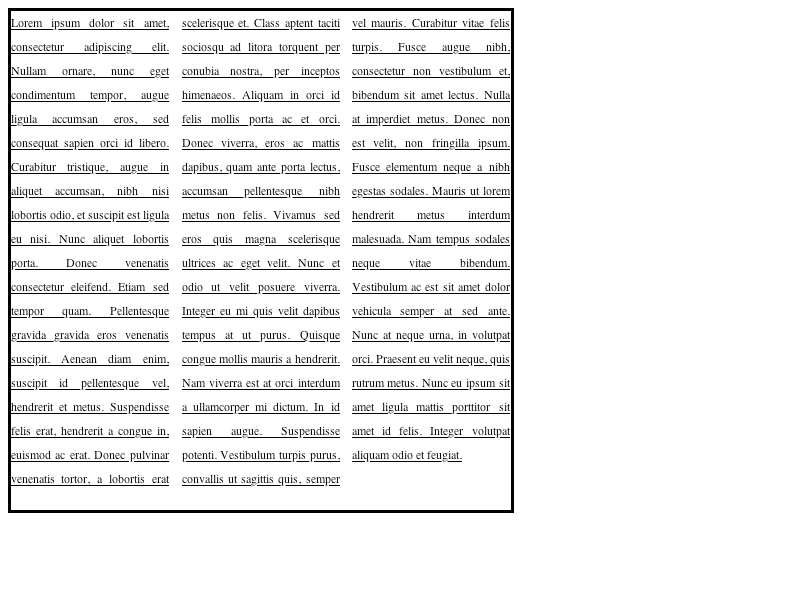 Lorem ipsum dolor sit amet,
consectetur adipiscing elit.
Nullam ornare, nunc eget
condimentum tempor, augue
ligula accumsan eros, sed
consequat sapien orci id libero.
Curabitur tristique, augue in
aliquet accumsan, nibh nisi
lobortis odio, et suscipit est ligula
eu nisi. Nunc aliquet lobortis
porta. Donec venenatis
consectetur eleifend. Etiam sed
tempor quam. Pellentesque
gravida gravida eros venenatis
suscipit. Aenean diam enim,
suscipit id pellentesque vel,
hendrerit et metus. Suspendisse
felis erat, hendrerit a congue in,
euismod ac erat. Donec pulvinar
venenatis tortor, a lobortis erat
scelerisque et. Class aptent taciti
sociosqu ad litora torquent per
conubia nostra, per inceptos
himenaeos. Aliquam in orci id
felis mollis porta ac et orci.
Donec viverra, eros ac mattis
dapibus, quam ante porta lectus,
accumsan pellentesque nibh
metus non felis. Vivamus sed
eros quis magna scelerisque
ultrices ac eget velit. Nunc et
odio ut velit posuere viverra.
Integer eu mi quis velit dapibus
tempus at ut purus. Quisque
congue mollis mauris a hendrerit.
Nam viverra est at orci interdum
a ullamcorper mi dictum. In id
sapien augue. Suspendisse
potenti. Vestibulum turpis purus,
convallis ut sagittis quis, semper
vel mauris. Curabitur vitae felis
turpis. Fusce augue nibh,
consectetur non vestibulum et,
bibendum sit amet lectus. Nulla
at imperdiet metus. Donec non
est velit, non fringilla ipsum.
Fusce elementum neque a nibh
egestas sodales. Mauris ut lorem
hendrerit metus interdum
malesuada. Nam tempus sodales
neque vitae bibendum.
Vestibulum ac est sit amet dolor
vehicula semper at sed ante.
Nunc at neque urna, in volutpat
orci. Praesent eu velit neque, quis
rutrum metus. Nunc eu ipsum sit
amet ligula mattis porttitor sit
amet id felis. Integer volutpat
aliquam odio et feugiat.